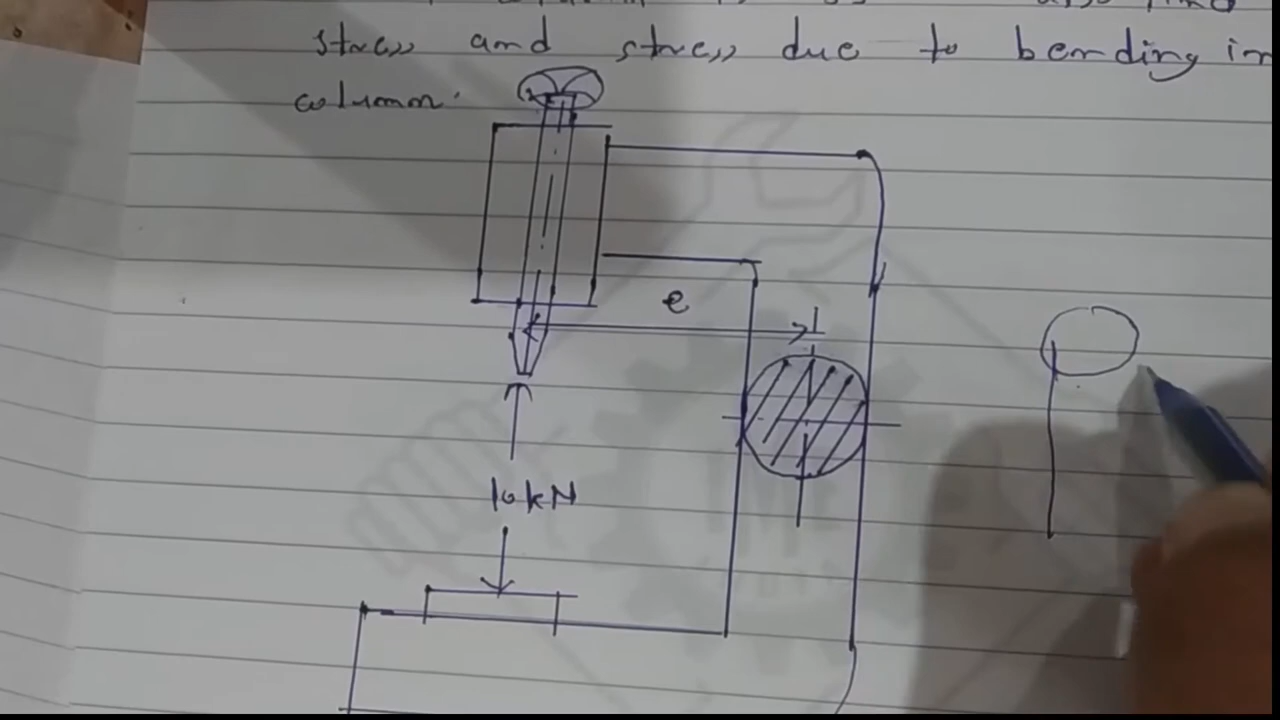 stress and stress due to bending in
column.
e
10kN